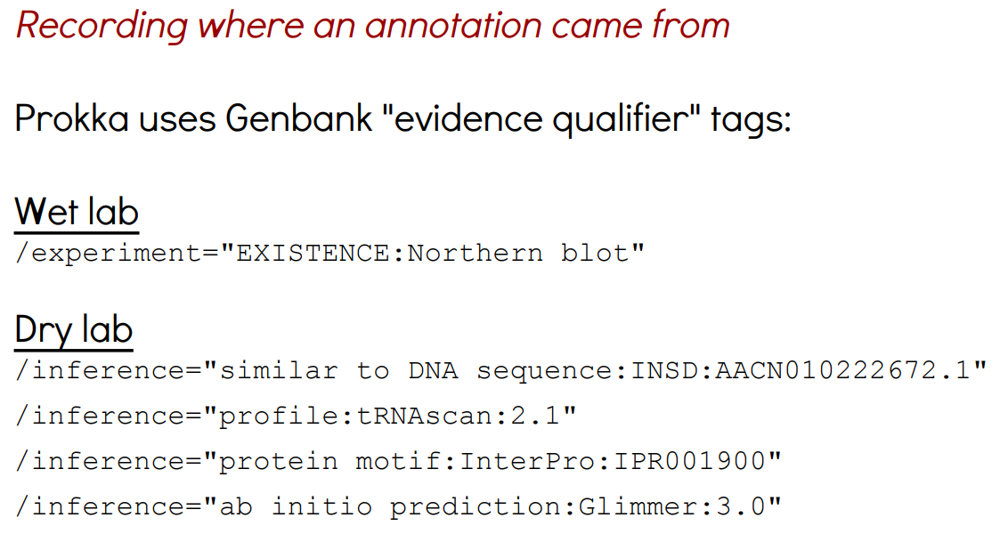 Recording where an annotation came from
Prokka uses Genbank "evidence qualifier" tags:
Wet lab
/experiment="EXISTENCE:Northern blot"
Dry lab
/inference="similar to DNA sequence:INSD:AACN010222672.1"
/inference="profile:tRNAscan:2.1"
/inference="protein motif:InterPro:IPR001900"
/inference="ab initio prediction:Glimmer:3.0"